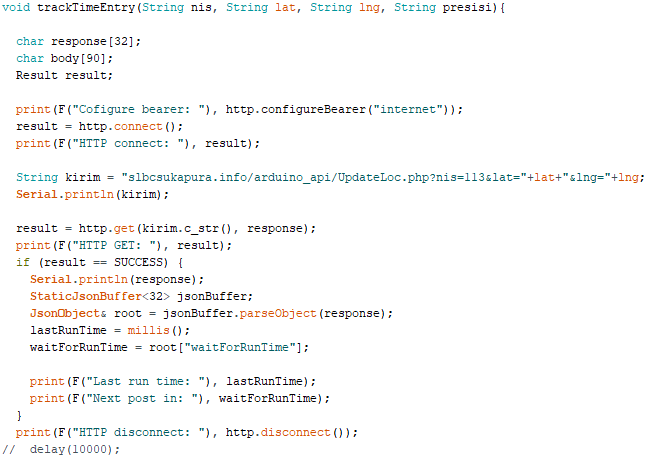 void trackTimeEntry(String nis, String lat, String lng, String presisi){
char response[32];
char body[90];
Result result;
print(F("Cofigure bearer: "), http.configureBearer("internet"));
result = http.connect();
print(F("HTTP connect: "), result);
String kirim = "slbcsukapura.info/arduino_api/UpdateLoc.php?nis=113&lat="+lat+"&lng="+lng;
Serial.println(kirim);
result = http.get(kirim.c_str(), response);
print(F("HTTP GET: "), result);
if (result == SUCCESS) {
Serial.println(response);
StaticJsonBuffer<32> jsonBuffer;
JsonObject& root = jsonBuffer.parseObject(response);
lastRunTime = millis();
waitForRunTime = root["waitForRunTime"];
print(F("Last run time: "), lastRunTime);
print(F("Next post in: "), waitForRunTime);
}
print(F("HTTP disconnect: "), http.disconnect());
// delay(10000);